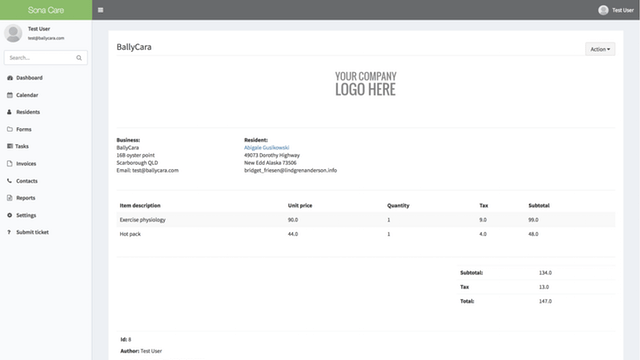 Sona Care
Test User
Test User
test@ballycara.com
Search...
Dashboard
Calendar
Residents
Forms
Tasks
Invoices
Contacts
Reports
Settings
? Submit ticket
BallyCara
Action
YOUR COMPANY
LOGO HERE
Business:
BallyCara
16B oyster point
Scarborough QLD
Email: test@ballycara.com
Resident:
Abigale Gusikowski
49073 Dorothy Highway
New Edd Alaska 73506
bridget_friesen@lindgrenanderson.info
Item description Unit price Quantity Tax Subtotal
Exercise physiology 90.0 1 9.0 99.0
Hot pack 44.0 1 4.0 48.0
Subtotal: 134.0
Tax 13.0
Total: 147.0
Id: 8
Author: Test User